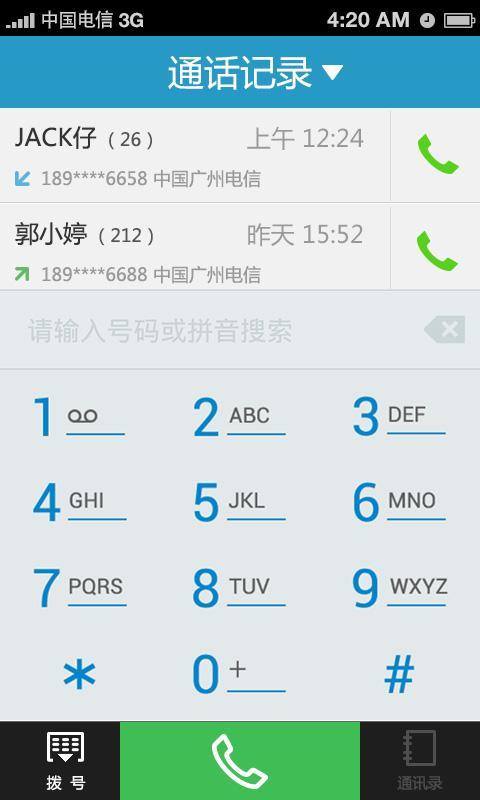 中国电信 3G 4:20 AM
通话记录
JACK仔 ( 26 ) 上午 12:24
189****6658 中国广州电信
郭小婷 ( 212 ) 昨天 15:52
189****6688 中国广州电信
请输入号码或拼音搜索
1 2 ABC 3 DEF
4 GHI 5 JKL 6 MNO
7 PQRS 8 TUV 9 WXYZ
* 0 + #
拨 号 通讯录